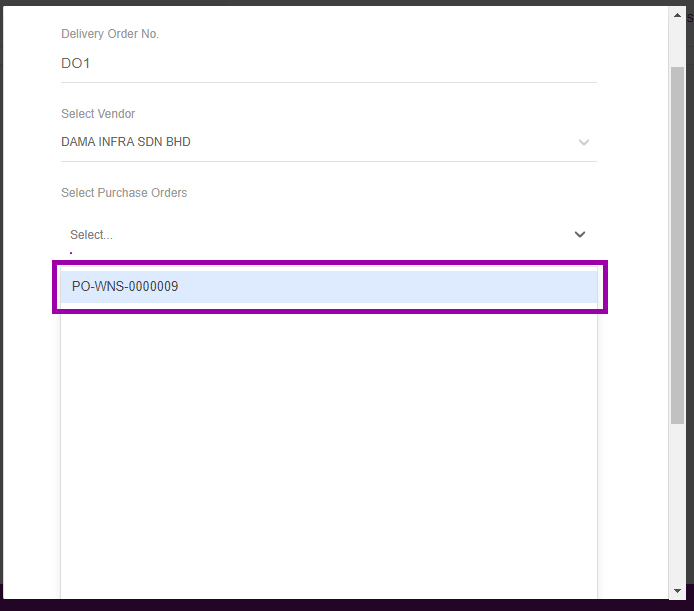 Delivery Order No.
DO1
Select Vendor
DAMA INFRA SDN BHD
Select Purchase Orders
Select...
PO-WNS-0000009